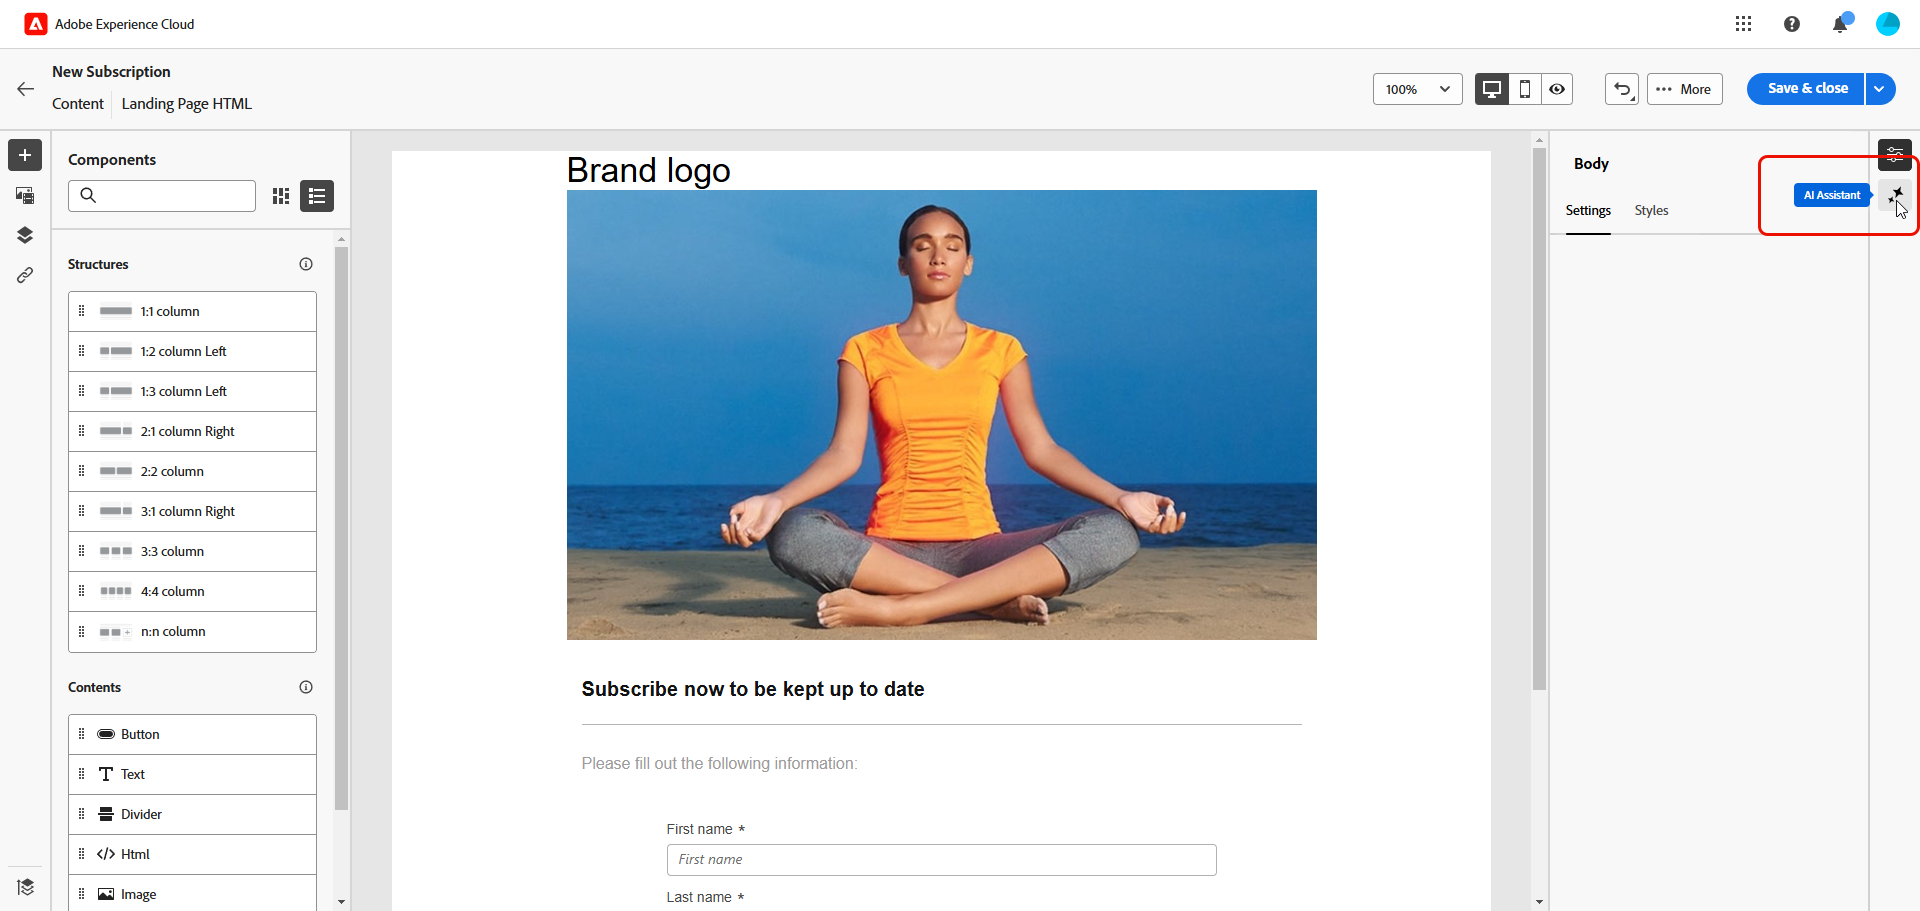 Adobe Experience Cloud
New Subscription
Content
Landing Page HTML
100%
More
Save & close
Components
Structures
1:1 column
1:2 column Left
1:3 column Left
2:1 column Right
2:2 column
3:1 column Right
3:3 column
4:4 column
n:n column
Contents
Button
Text
Divider
Html
Image
Brand logo
Subscribe now to be kept up to date
Please fill out the following information:
First name *
First name
Last name *
Body
AI Assistant
Settings
Styles